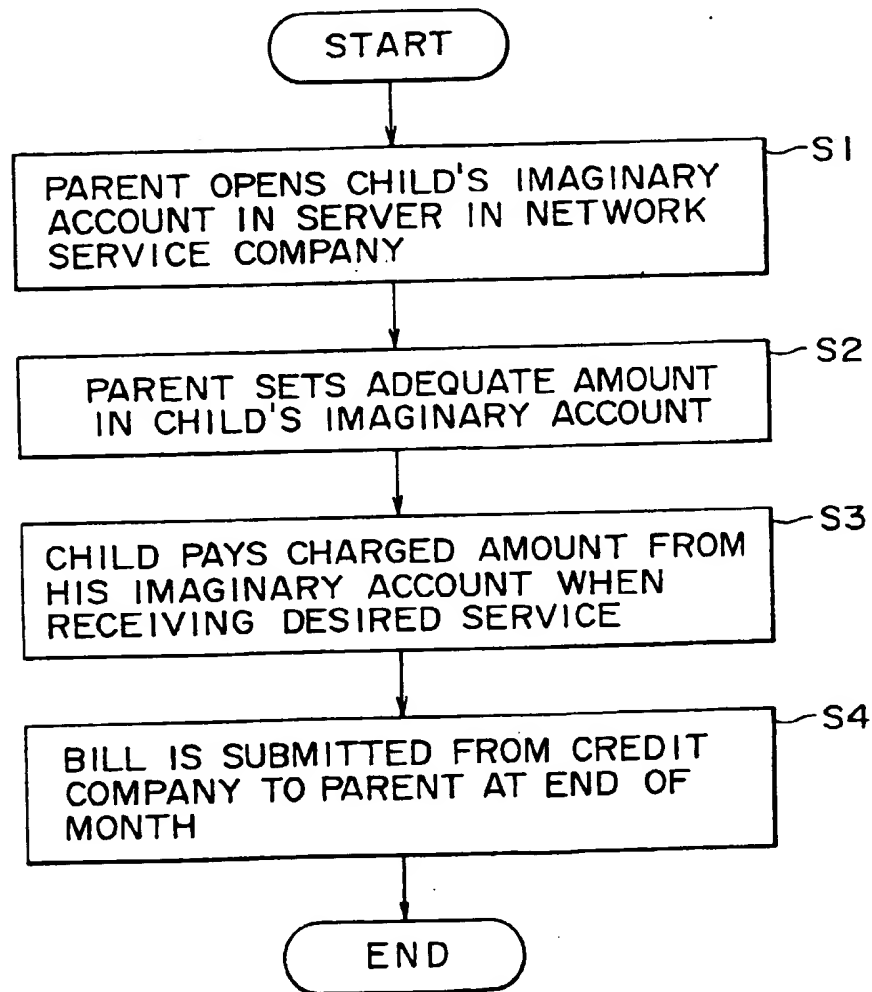 START
S1
PARENT OPENS CHILD'S IMAGINARY
ACCOUNT IN SERVER IN NETWORK
SERVICE COMPANY
S2
PARENT SETS ADEQUATE AMOUNT
IN CHILD'S IMAGINARY ACCOUNT
S3
CHILD PAYS CHARGED AMOUNT FROM
HIS IMAGINARY ACCOUNT WHEN
RECEIVING DESIRED SERVICE
S4
BILL IS SUBMITTED FROM CREDIT
COMPANY TO PARENT AT END OF
MONTH
END